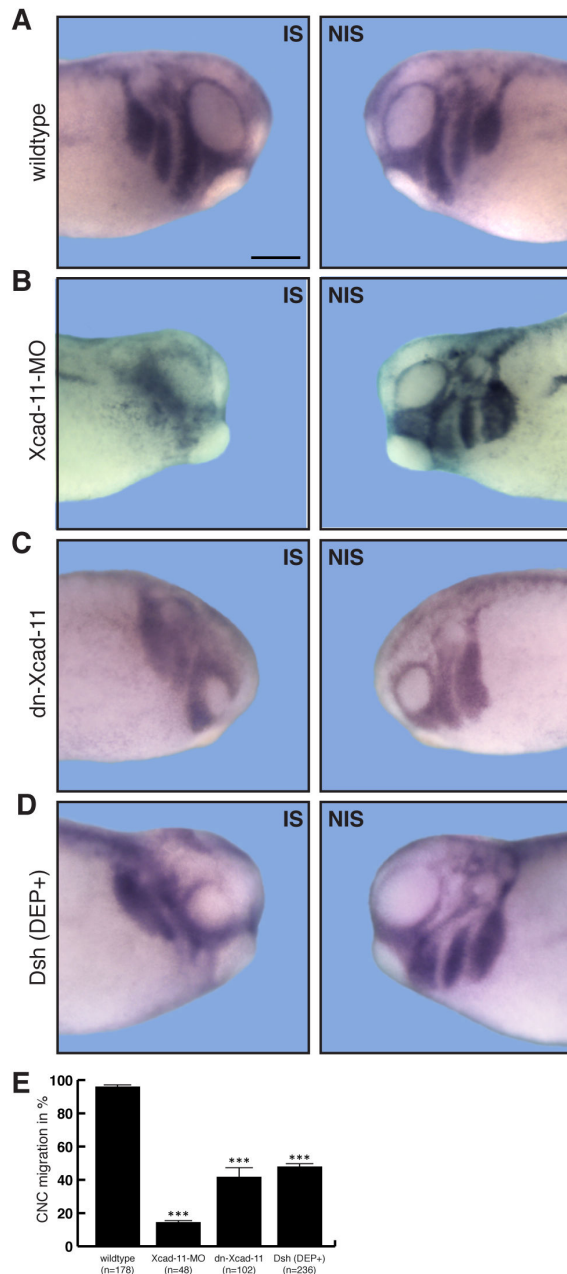 A
IS
NIS
wildtype
B
IS
NIS
Xcad-11-MO
C
IS
NIS
dn-Xcad-11
D
IS
NIS
Dsh (DEP+)
E
CNC migration in %
100
80
60
40
20
0
***
***
***
wildtype
(n=178)
Xcad-11-MO
(n=48)
dn-Xcad-11
(n=102)
Dsh (DEP+)
(n=236)